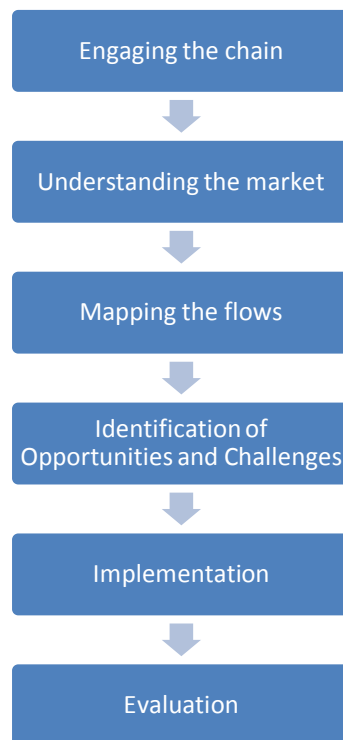 Engaging the chain
Understanding the market
Mapping the flows
Identification of
Opportunities and Challenges
Implementation
Evaluation